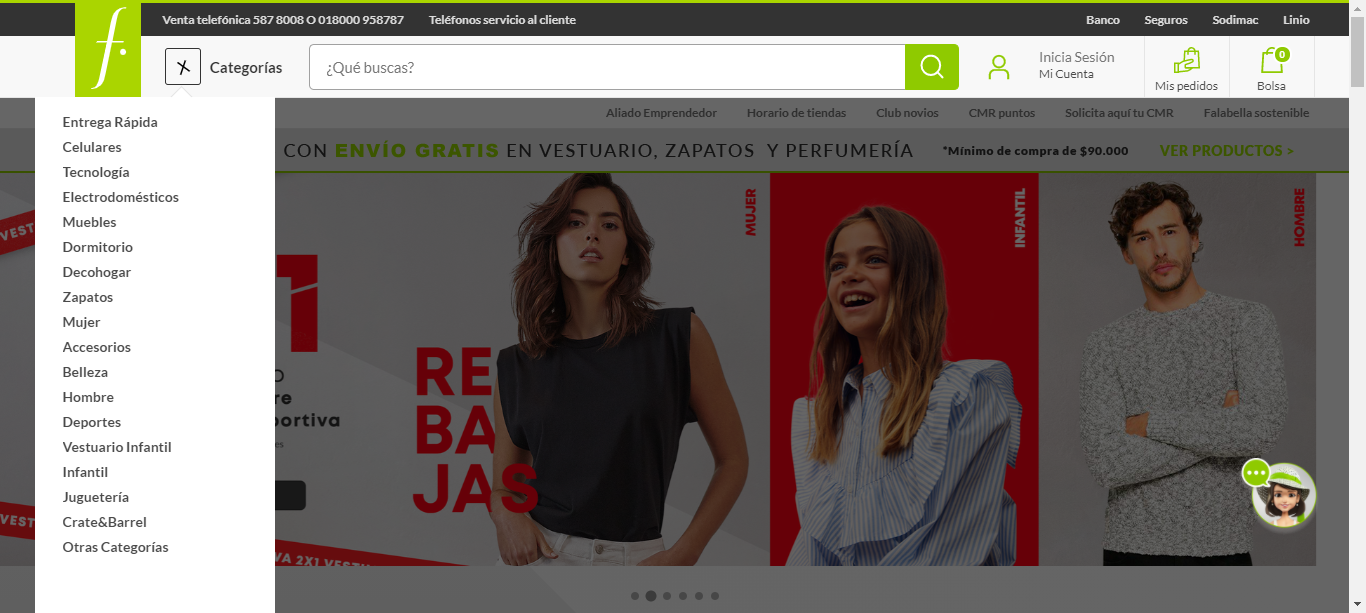 Venta telefónica 587 8008 O 018000 958787 Teléfonos servicio al cliente Banco Seguros Sodimac Linio
f.
Categorías ¿Qué buscas? Inicia Sesión
Mi Cuenta
Mis pedidos
0
Bolsa
Aliado Emprendedor Horario de tiendas Club novios CMR puntos Solicita aquí tu CMR Falabella sostenible
CON ENVÍO GRATIS EN VESTUARIO, ZAPATOS Y PERFUMERÍA *Mínimo de compra de $90.000 VER PRODUCTOS >
Entrega Rápida
Celulares
Tecnología
Electrodomésticos
Muebles
Dormitorio
Decohogar
Zapatos
Mujer
Accesorios
Belleza
Hombre
Deportes
Vestuario Infantil
Infantil
Juguetería
Crate&Barrel
Otras Categorías
VEST
1
portiva
RE
BA
JAS
VEST
VA 2X1 VEST
MUJER
INFANTIL
HOMBRE